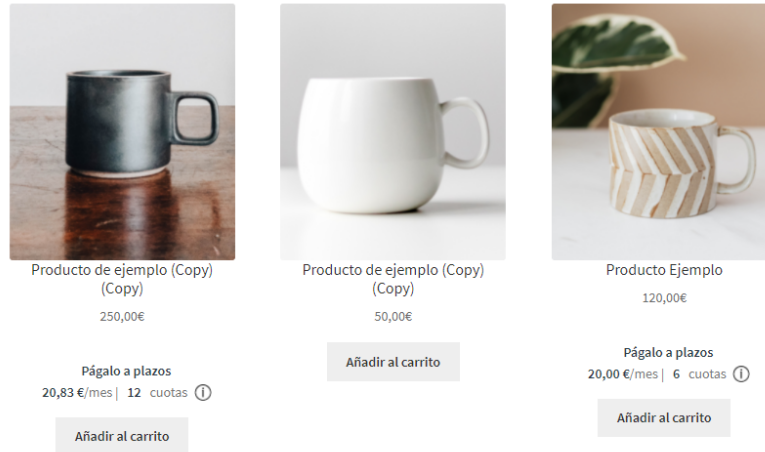 Producto de ejemplo (Copy)
(Copy)
250,00€
Págalo a plazos
20,83 €/mes | 12 cuotas
Añadir al carrito
Producto de ejemplo (Copy)
(Copy)
50,00€
Añadir al carrito
Producto Ejemplo
120,00€
Págalo a plazos
20,00 €/mes | 6 cuotas
Añadir al carrito